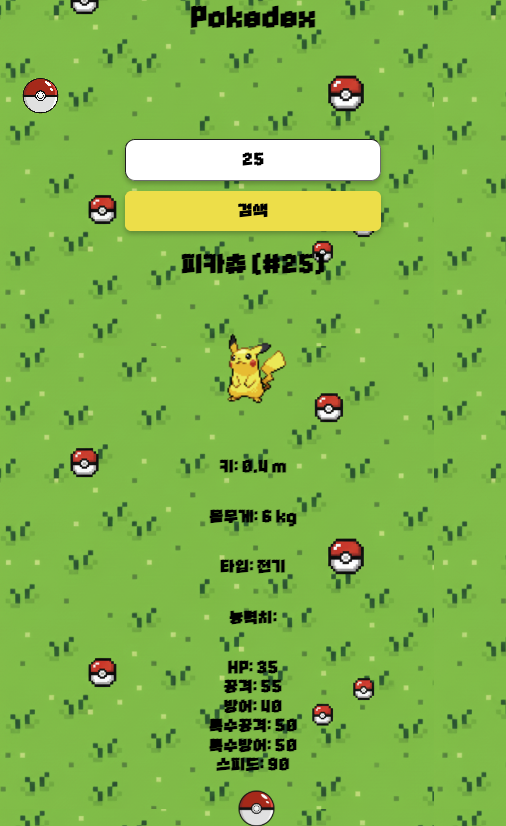 Pokedex
25
검색
피카츄 (#25)
키: 0.4 m
몸무게: 6 kg
타입: 전기
능력치:
HP: 35
공격: 55
방어: 40
특수공격: 50
특수방어: 50
스피드: 90